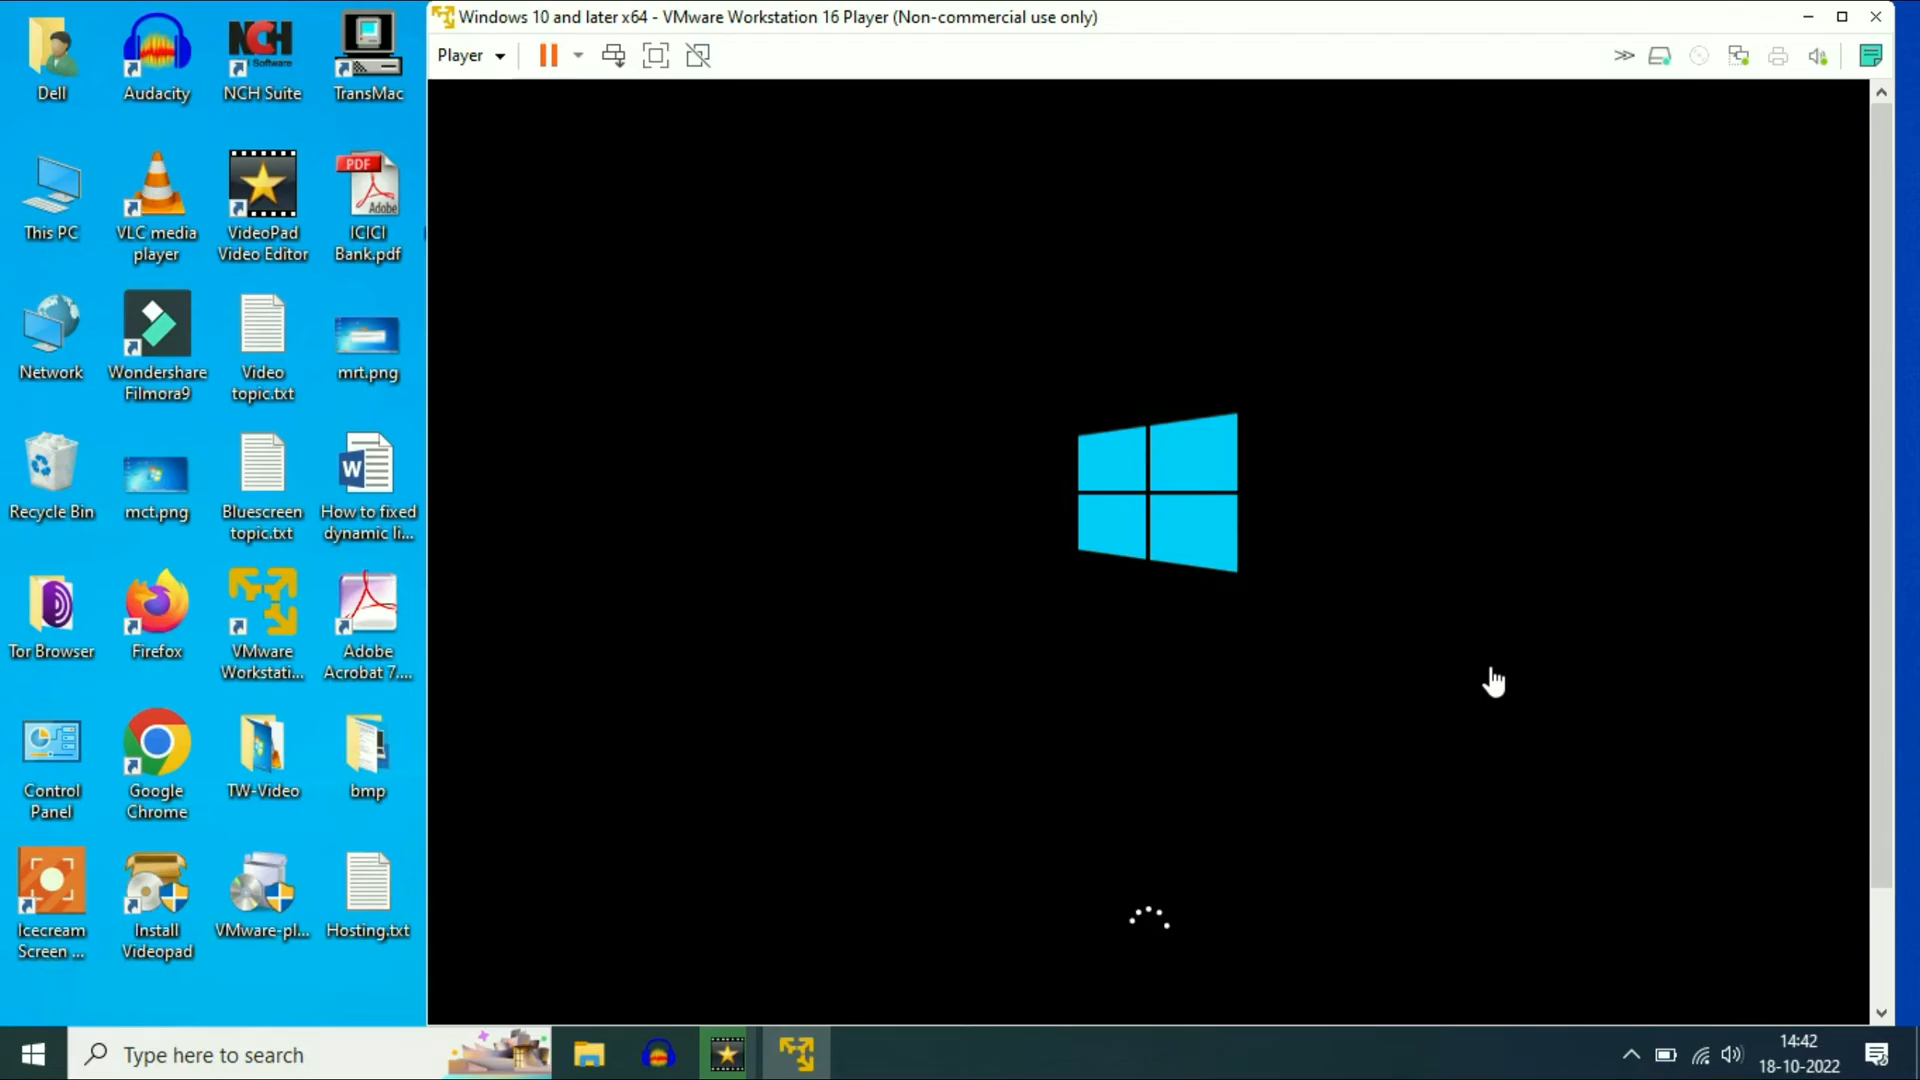 Windows 10 and later x64 - VMware Workstation 16 Player (Non-commercial use only)
Player
Dell
Audacity
NCH
Software
NCH Suite
TransMac
This PC
VLC media
player
VideoPad
Video Editor
PDF
Adobe
ICICI
Bank.pdf
Network
Wondershare
Filmora9
Video
topic.txt
mrt.png
Recycle Bin
mct.png
Bluescreen
topic.txt
W
How to fixed
dynamic li...
Tor Browser
Firefox
VMware
Workstati...
Adobe
Acrobat 7....
Control
Panel
Google
Chrome
TW-Video
bmp
Icecream
Screen ...
Install
Videopad
VMware-pl...
Hosting.txt
Type here to search
14:42
18-10-2022